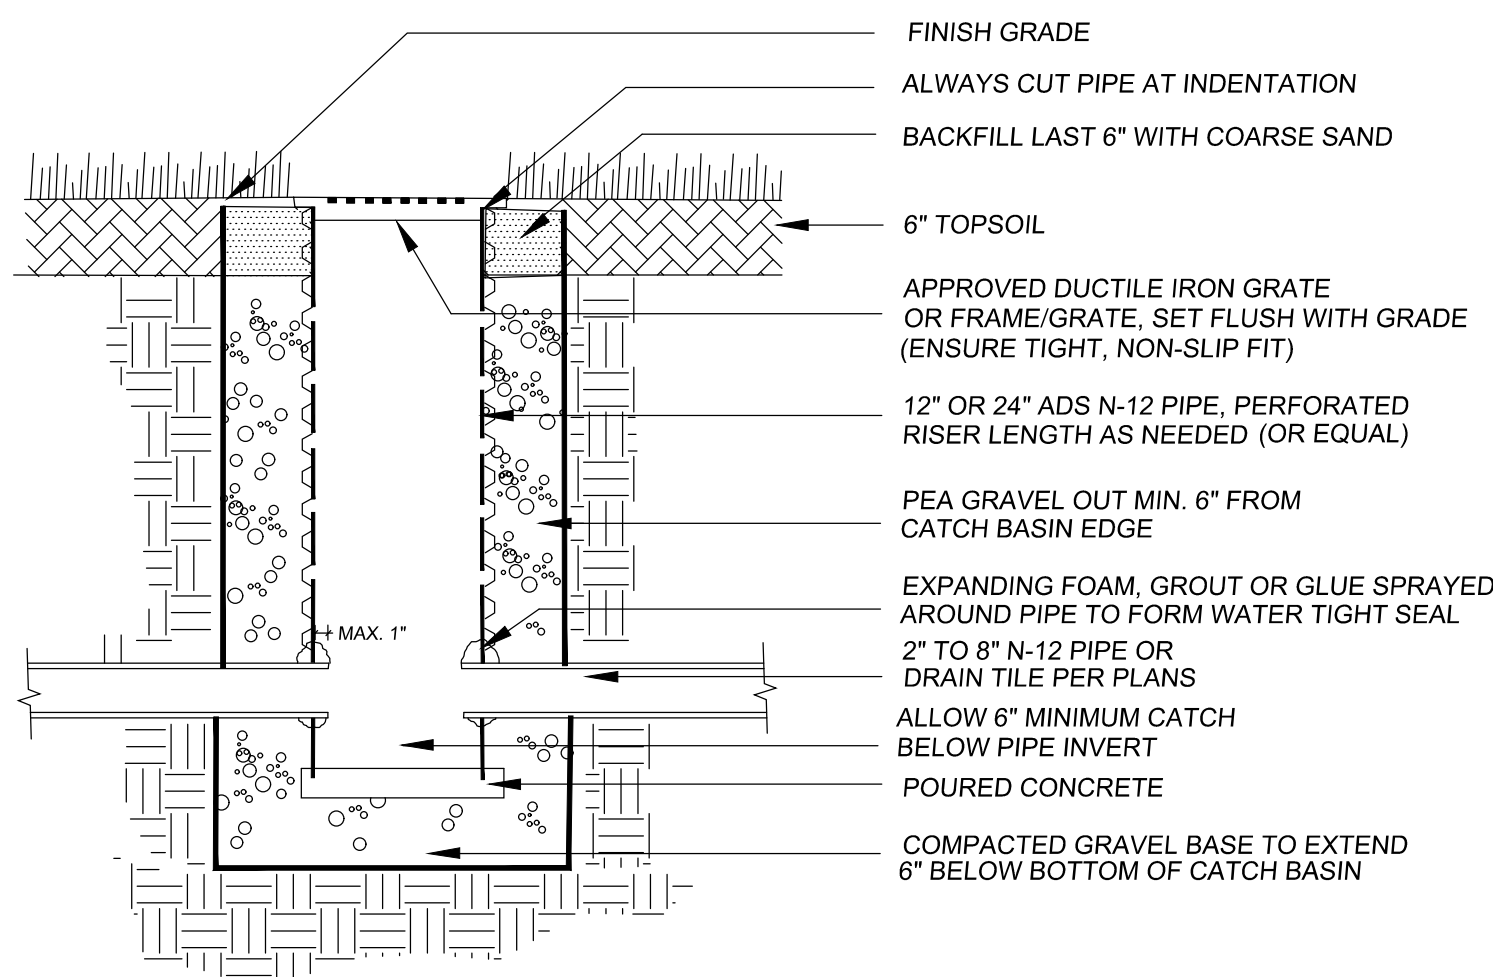 FINISH GRADE
ALWAYS CUT PIPE AT INDENTATION
BACKFILL LAST 6" WITH COARSE SAND
6" TOPSOIL
APPROVED DUCTILE IRON GRATE
OR FRAME/GRATE, SET FLUSH WITH GRADE
(ENSURE TIGHT, NON-SLIP FIT)
12" OR 24" ADS N-12 PIPE, PERFORATED
RISER LENGTH AS NEEDED (OR EQUAL)
PEA GRAVEL OUT MIN. 6" FROM
CATCH BASIN EDGE
EXPANDING FOAM, GROUT OR GLUE SPRAYED
AROUND PIPE TO FORM WATER TIGHT SEAL
MAX. 1"
2" TO 8" N-12 PIPE OR
DRAIN TILE PER PLANS
ALLOW 6" MINIMUM CATCH
BELOW PIPE INVERT
POURED CONCRETE
COMPACTED GRAVEL BASE TO EXTEND
6" BELOW BOTTOM OF CATCH BASIN